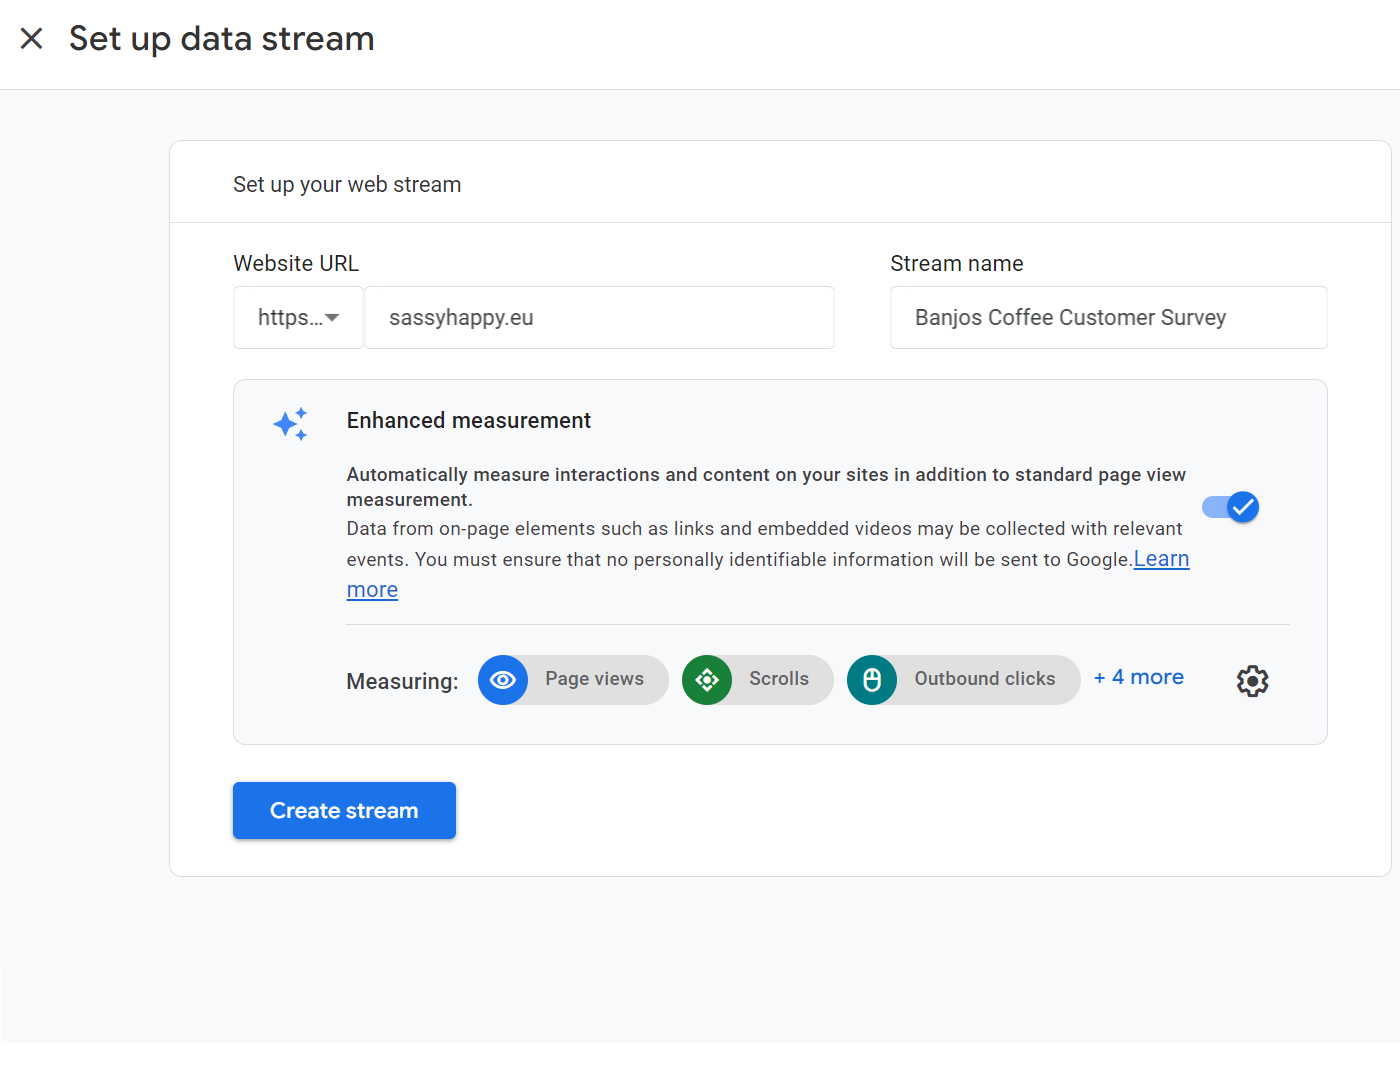 Set up data stream
Set up your web stream
Website URL
Stream name
https...
sassyhappy.eu
Banjos Coffee Customer Survey
Enhanced measurement
Automatically measure interactions and content on your sites in addition to standard page view
measurement.
Data from on-page elements such as links and embedded videos may be collected with relevant
events. You must ensure that no personally identifiable information will be sent to Google.Learn
more
Measuring:
Page views
Scrolls
Outbound clicks
+ 4 more
Create stream